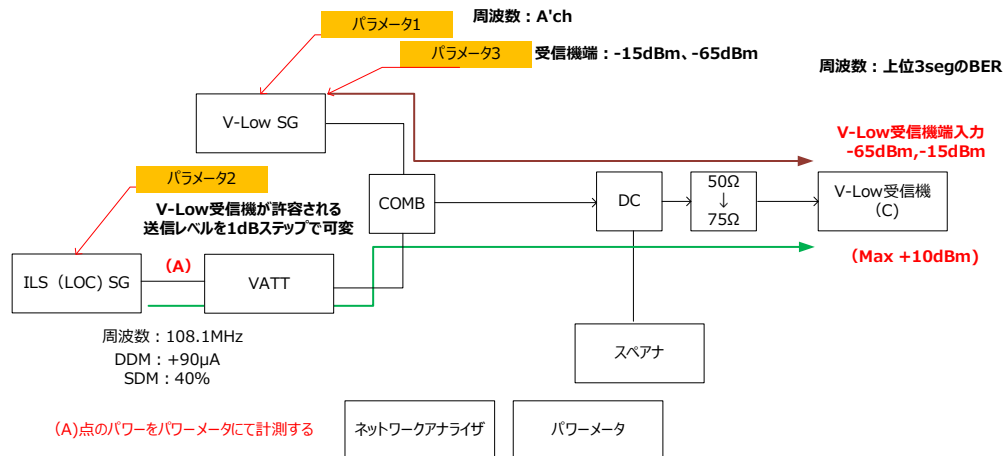 周波数：A'ch
パラメータ1
パラメータ3
受信機端：-15dBm、-65dBm
周波数：上位3segのBER
V-Low SG
V-Low受信機端入力
-65dBm,-15dBm
パラメータ2
V-Low受信機が許容される
送信レベルを1dBステップで可変
COMB
DC
50Ω
↓
75Ω
V-Low受信機
（C）
（A）
ILS（LOC) SG
VATT
（Max +10dBm)
周波数：108.1MHz
DDM：+90μA
SDM：40%
スペアナ
（A)点のパワーをパワーメータにて計測する
ネットワークアナライザ
パワーメータ